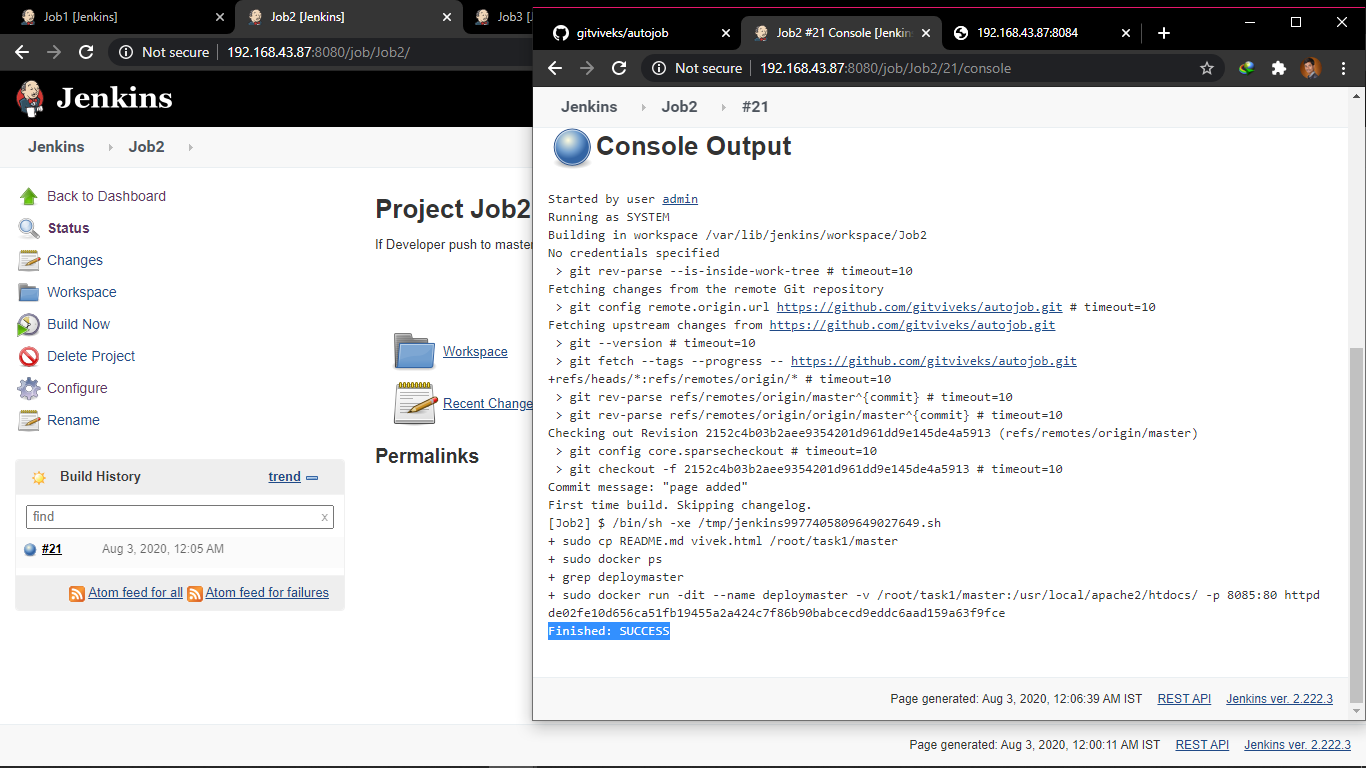 Job1 [Jenkins]
Job2 [Jenkins]
Job3 [J
Not secure
192.168.43.87:8080/job/Job2/
Jenkins
Jenkins
Job2
Back to Dashboard
Status
Changes
Workspace
Build Now
Delete Project
Configure
Rename
Build History
trend
find
x
#21
Aug 3, 2020, 12:05 AM
Atom feed for all
Atom feed for failures
Project Job2
If Developer push to master
Workspace
Recent Change
Permalinks
gitviveks/autojob
Job2 #21 Console [Jenkin
192.168.43.87:8084
Not secure
192.168.43.87:8080/job/Job2/21/console
Jenkins
Job2
#21
Console Output
Started by user admin
Running as SYSTEM
Building in workspace /var/lib/jenkins/workspace/Job2
No credentials specified
> git rev-parse --is-inside-work-tree # timeout=10
Fetching changes from the remote Git repository
> git config remote.origin.url https://github.com/gitviveks/autojob.git # timeout=10
Fetching upstream changes from https://github.com/gitviveks/autojob.git
> git --version # timeout=10
> git fetch --tags --progress -- https://github.com/gitviveks/autojob.git
+refs/heads/*:refs/remotes/origin/* # timeout=10
> git rev-parse refs/remotes/origin/master^{commit} # timeout=10
> git rev-parse refs/remotes/origin/origin/master^{commit} # timeout=10
Checking out Revision 2152c4b03b2aee9354201d961dd9e145de4a5913 (refs/remotes/origin/master)
> git config core.sparsecheckout # timeout=10
> git checkout -f 2152c4b03b2aee9354201d961dd9e145de4a5913 # timeout=10
Commit message: "page added"
First time build. Skipping changelog.
[Job2] $ /bin/sh -xe /tmp/jenkins9977405809649027649.sh
+ sudo cp README.md vivek.html /root/task1/master
+ sudo docker ps
+ grep deploymaster
+ sudo docker run -dit --name deploymaster -v /root/task1/master:/usr/local/apache2/htdocs/ -p 8085:80 httpd
de02fe10d656ca51fb19455a2a424c7f86b90babcecd9eddc6aad159a63f9fce
Finished: SUCCESS
Page generated: Aug 3, 2020, 12:06:39 AM IST
REST API
Jenkins ver. 2.222.3
Page generated: Aug 3, 2020, 12:00:11 AM IST
REST API
Jenkins ver. 2.222.3